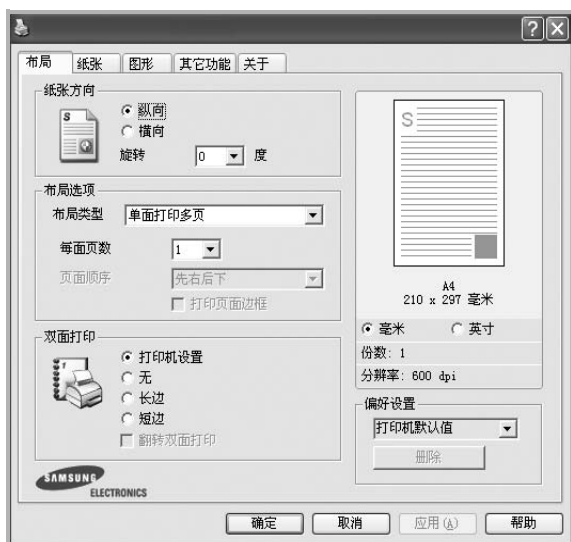 布局 纸张 图形 其它功能 关于
纸张方向
S
纵向
横向
旋转 0 度
布局选项
布局类型 单面打印多页
每面页数 1
页面顺序 先右后下
打印页面边框
双面打印
打印机设置
无
长边
短边
翻转双面打印
SAMSUNG
ELECTRONICS
S
A4
210 x 297 毫米
毫米 英寸
份数: 1
分辨率: 600 dpi
偏好设置
打印机默认值
删除
确定 取消 应用(A) 帮助